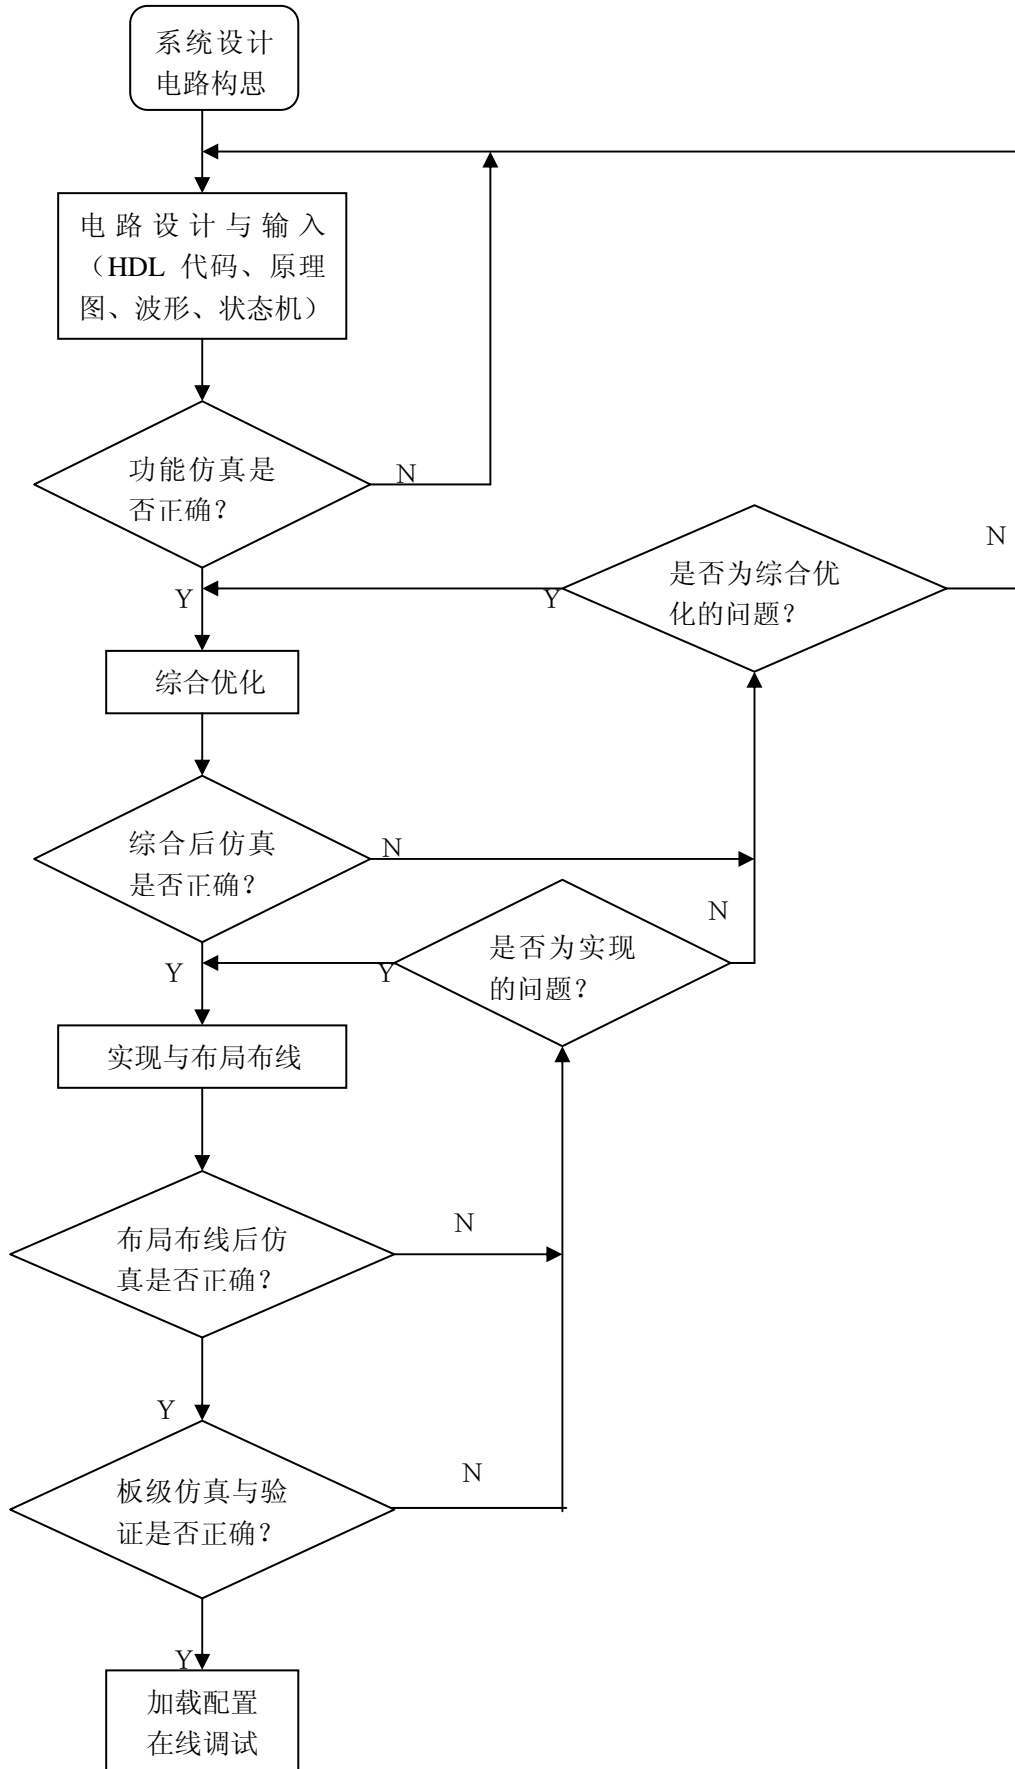 系统设计
电路构思
电路设计与输入
（HDL 代码、原理
图、波形、状态机）
功能仿真是
否正确？
N
N
是否为综合优
化的问题？
Y
Y
综合优化
综合后仿真
是否正确？
N
N
是否为实现
的问题？
Y
Y
实现与布局布线
布局布线后仿
真是否正确？
N
Y
板级仿真与验
证是否正确？
N
Y
加载配置
在线调试